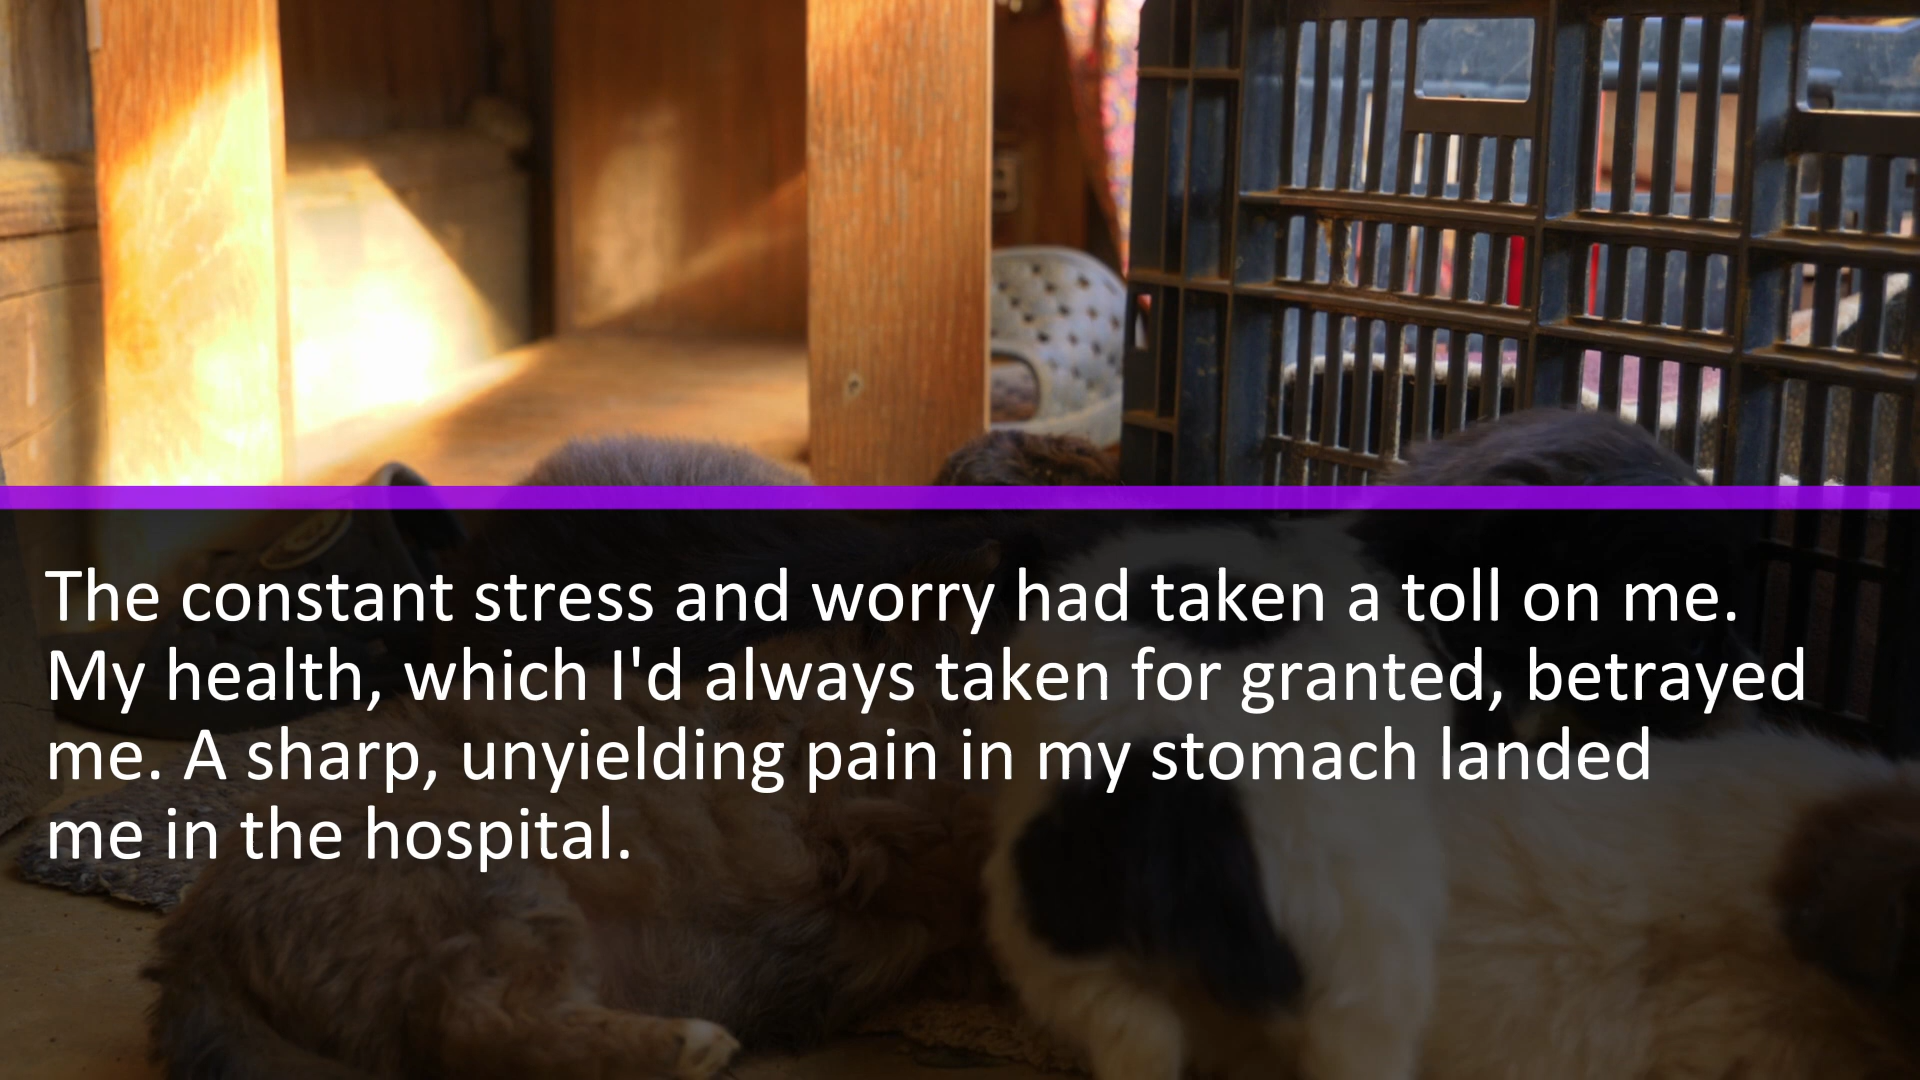 The constant stress and worry had taken a toll on me.
My health, which I'd always taken for granted, betrayed
me. A sharp, unyielding pain in my stomach landed
me in the hospital.